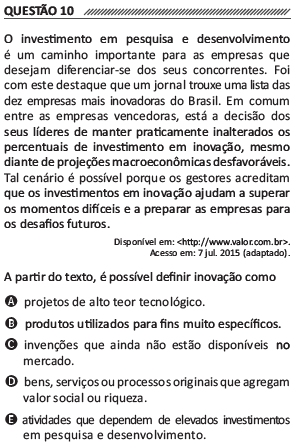 QUESTÃO 10
O investimento em pesquisa e desenvolvimento
é um caminho importante para as empresas que
desejam diferenciar-se dos seus concorrentes. Foi
com este destaque que um jornal trouxe uma lista das
dez empresas mais inovadoras do Brasil. Em comum
entre as empresas vencedoras, está a decisão dos
seus líderes de manter praticamente inalterados os
percentuais de investimento em inovação, mesmo
diante de projeções macroeconômicas desfavoráveis.
Tal cenário é possível porque os gestores acreditam
que os investimentos em inovação ajudam a superar
os momentos difíceis e a preparar as empresas para
os desafios futuros.
Disponível em: <http://www.valor.com.br>.
Acesso em: 7 jul. 2015 (adaptado).
A partir do texto, é possível definir inovação como
A projetos de alto teor tecnológico.
B produtos utilizados para fins muito específicos.
C invenções que ainda não estão disponíveis no
mercado.
D bens, serviços ou processos originais que agregam
valor social ou riqueza.
E atividades que dependem de elevados investimentos
em pesquisa e desenvolvimento.